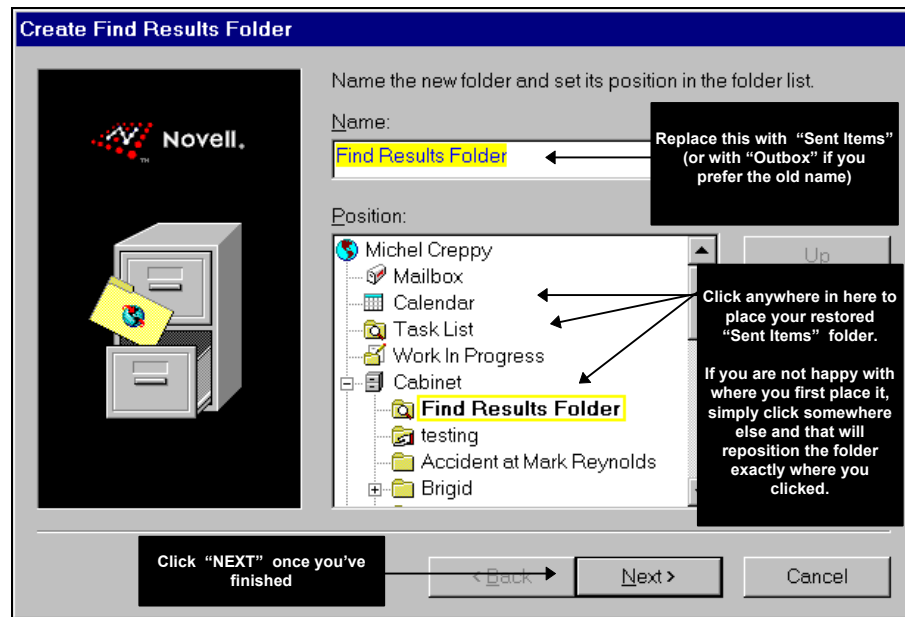 Create Find Results Folder
Novell.
TM
Name the new folder and set its position in the folder list.
Name:
Find Results Folder
Replace this with “Sent Items”
(or with “Outbox” if you
prefer the old name)
Position:
Michel Creppy
Mailbox
Calendar
Task List
Work In Progress
Cabinet
Find Results Folder
testing
Accident at Mark Reynolds
Brigid
Up
Click anywhere in here to
place your restored
“Sent Items” folder.
If you are not happy with
where you first place it,
simply click somewhere
else and that will
reposition the folder
exactly where you
clicked.
Click “NEXT” once you’ve
finished
< Back
Next >
Cancel